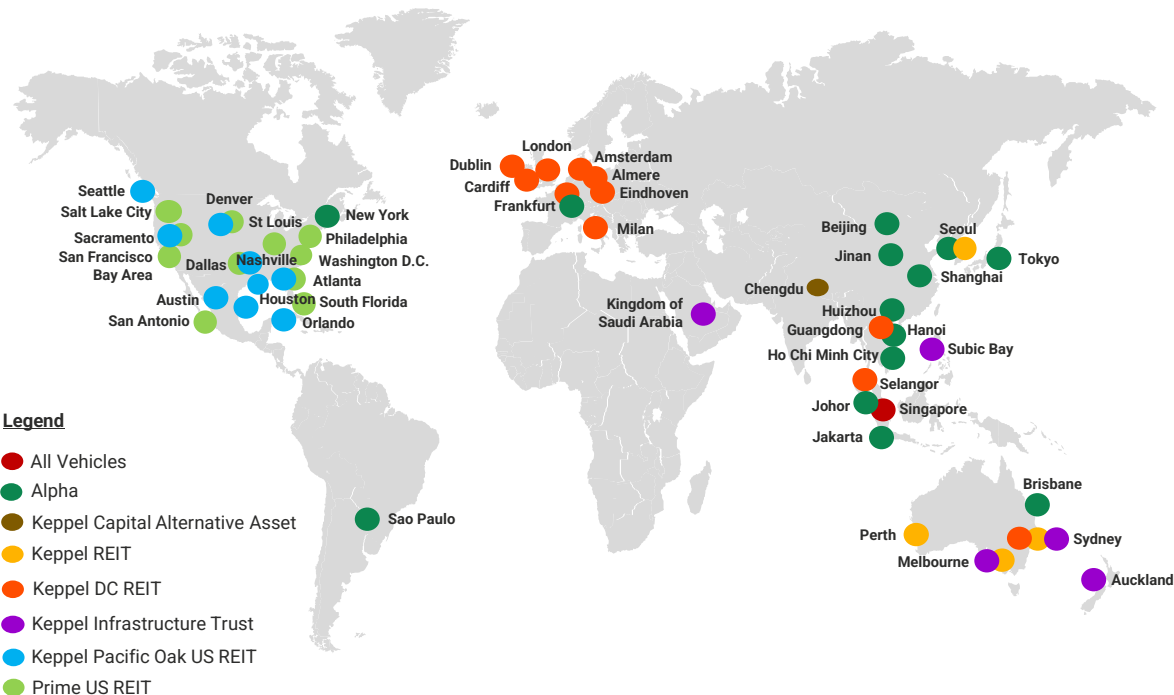 London
Dublin
Amsterdam
Almere
Cardiff
Eindhoven
Frankfurt
Milan
Seattle
Denver
Salt Lake City
St Louis
New York
Sacramento
Philadelphia
San Francisco
Bay Area
Dallas
Nashville
Washington D.C.
Atlanta
Austin
Houston
South Florida
San Antonio
Orlando
Beijing
Seoul
Jinan
Tokyo
Shanghai
Chengdu
Kingdom of
Saudi Arabia
Huizhou
Guangdong
Hanoi
Subic Bay
Ho Chi Minh City
Selangor
Johor
Singapore
Jakarta
Sao Paulo
Brisbane
Perth
Sydney
Melbourne
Auckland
Legend
All Vehicles
Alpha
Keppel Capital Alternative Asset
Keppel REIT
Keppel DC REIT
Keppel Infrastructure Trust
Keppel Pacific Oak US REIT
Prime US REIT